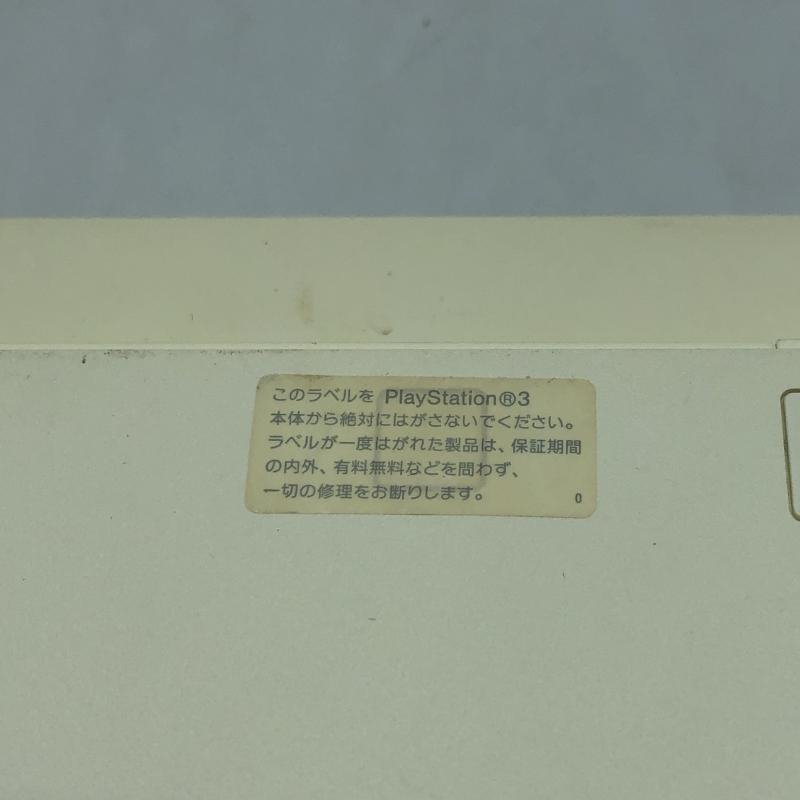 このラベルを PlayStation®3
本体から絶対にはがさないでください。
ラベルが一度はがれた製品は、保証期間
の内外、有料無料などを問わず、
一切の修理をお断りします。 0